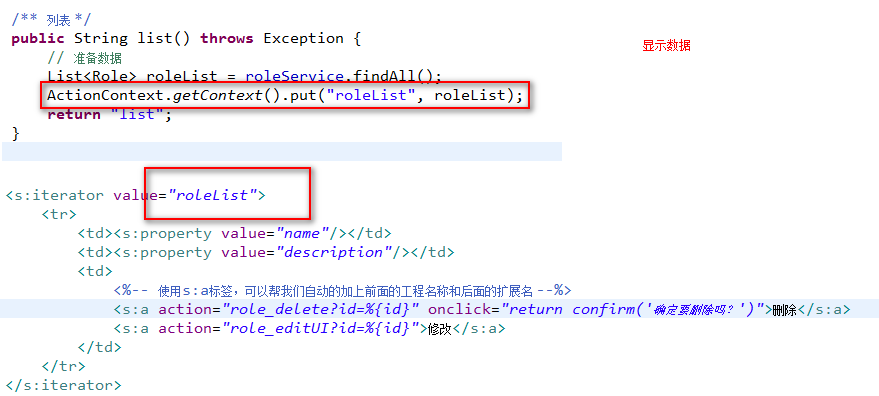 /** 列表 */
public String list() throws Exception {
显示数据
// 准备数据
List<Role> roleList = roleService.findAll();
ActionContext.getContext().put("roleList", roleList);
return "list";
}
<s:iterator value="roleList">
<tr>
<td><s:property value="name"/></td>
<td><s:property value="description"/></td>
<td>
<%-- 使用s:a标签，可以帮我们自动的加上前面的工程名称和后面的扩展名 --%>
<s:a action="role_delete?id=%{id}" onclick="return confirm('确定要删除吗？')">删除</s:a>
<s:a action="role_editUI?id=%{id}">修改</s:a>
</td>
</tr>
</s:iterator>